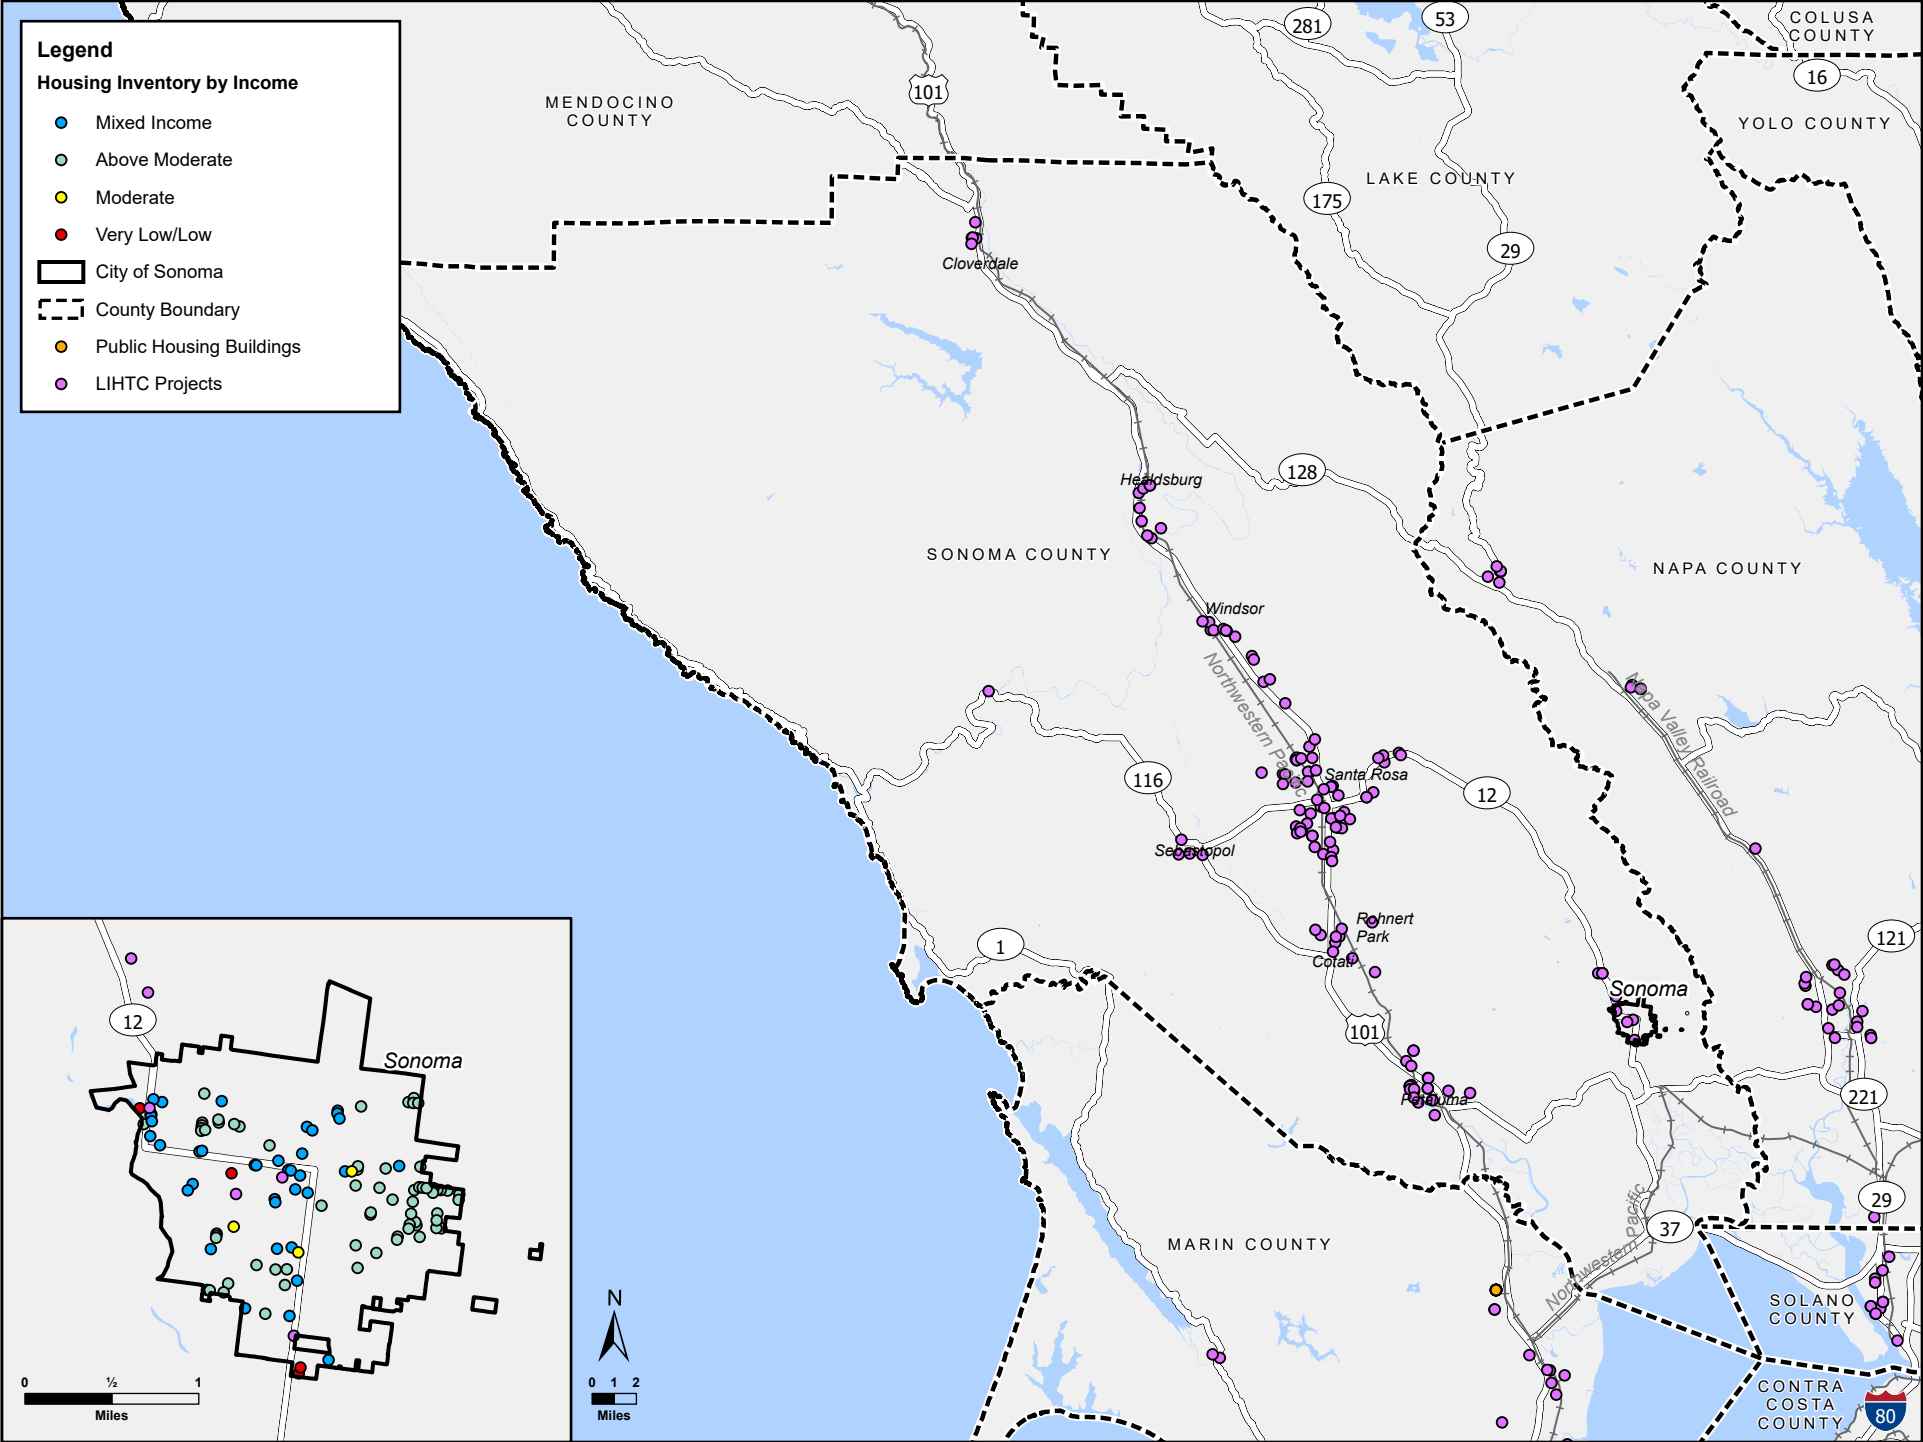 Legend
Housing Inventory by Income
Mixed Income
Above Moderate
Moderate
Very Low/Low
City of Sonoma
County Boundary
Public Housing Buildings
LIHTC Projects
281
53
COLUSA
COUNTY
16
101
MENDOCINO
COUNTY
YOLO COUNTY
LAKE COUNTY
175
29
Cloverdale
Healdsburg
128
SONOMA COUNTY
NAPA COUNTY
Windsor
Northwestern Pacific
Napa Valley Railroad
116
Santa Rosa
12
Sebastopol
Rohnert
Park
Cotati
1
121
Sonoma
101
Petaluma
221
29
37
Northwestern Pacific
MARIN COUNTY
SOLANO
COUNTY
CONTRA
COSTA
COUNTY
80
12
Sonoma
0 ½ 1
Miles
N
0 1 2
Miles